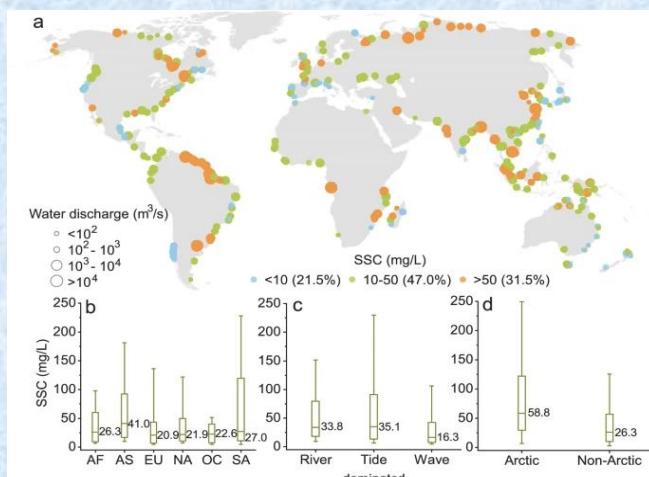 a
Water discharge (m³/s)
<10²
10² - 10³
10³ - 10⁴
>10⁴
SSC (mg/L)
<10 (21.5%) 10-50 (47.0%) >50 (31.5%)
b
SSC (mg/L)
250
200
150
100
50
0
26.3 41.0 20.9 21.9 22.6 27.0
AF AS EU NA OC SA
c
250
200
150
100
50
0
33.8 35.1 16.3
River Tide Wave
dominated
d
250
200
150
100
50
0
58.8 26.3
Arctic Non-Arctic